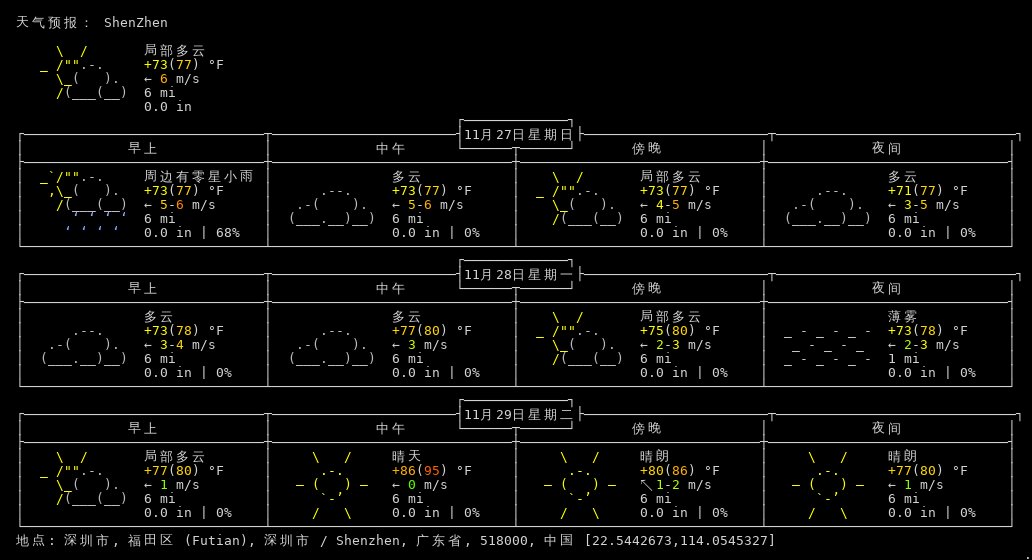 天气预报： ShenZhen
局部多云
+73(77) °F
← 6 m/s
6 mi
0.0 in
11月27日星期日
早上 中午 傍晚 夜间
周边有零星小雨 多云 局部多云 多云
+73(77) °F +73(77) °F +73(77) °F +71(77) °F
← 5-6 m/s ← 5-6 m/s ← 4-5 m/s ← 3-5 m/s
6 mi 6 mi 6 mi 6 mi
0.0 in | 68% 0.0 in | 0% 0.0 in | 0% 0.0 in | 0%
11月28日星期一
早上 中午 傍晚 夜间
多云 多云 局部多云 薄雾
+73(78) °F +77(80) °F +75(80) °F +73(78) °F
← 3-4 m/s ← 3 m/s ← 2-3 m/s ← 2-3 m/s
6 mi 6 mi 6 mi 1 mi
0.0 in | 0% 0.0 in | 0% 0.0 in | 0% 0.0 in | 0%
11月29日星期二
早上 中午 傍晚 夜间
局部多云 晴天 晴朗 晴朗
+77(80) °F +86(95) °F +80(86) °F +77(80) °F
← 1 m/s ← 0 m/s ↖ 1-2 m/s ← 1 m/s
6 mi 6 mi 6 mi 6 mi
0.0 in | 0% 0.0 in | 0% 0.0 in | 0% 0.0 in | 0%
地点: 深圳市, 福田区 (Futian), 深圳市 / Shenzhen, 广东省, 518000, 中国 [22.5442673,114.0545327]